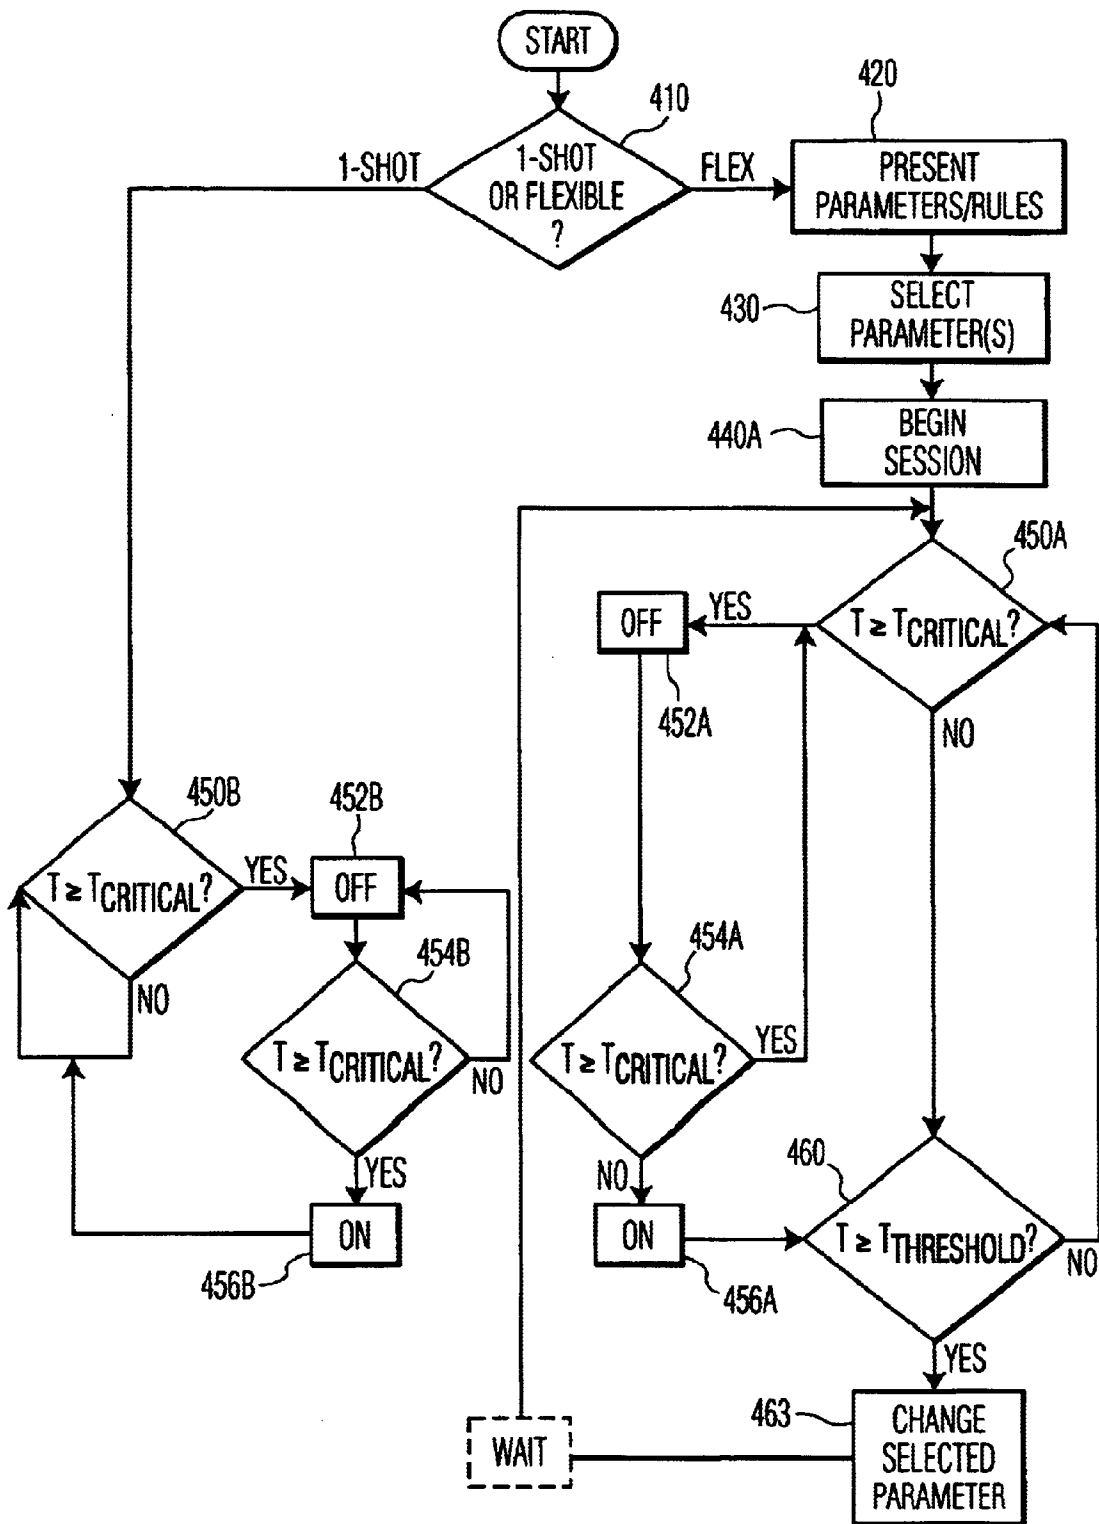 START
410
1-SHOT
OR FLEXIBLE
?
1-SHOT
FLEX
420
PRESENT
PARAMETERS/RULES
430
SELECT
PARAMETER(S)
440A
BEGIN
SESSION
450A
T ≥ TCRITICAL?
YES
NO
OFF
452A
450B
T ≥ TCRITICAL?
YES
NO
452B
OFF
454B
T ≥ TCRITICAL?
NO
YES
ON
456B
454A
T ≥ TCRITICAL?
YES
NO
ON
456A
460
T ≥ TTHRESHOLD?
NO
YES
463
CHANGE
SELECTED
PARAMETER
WAIT